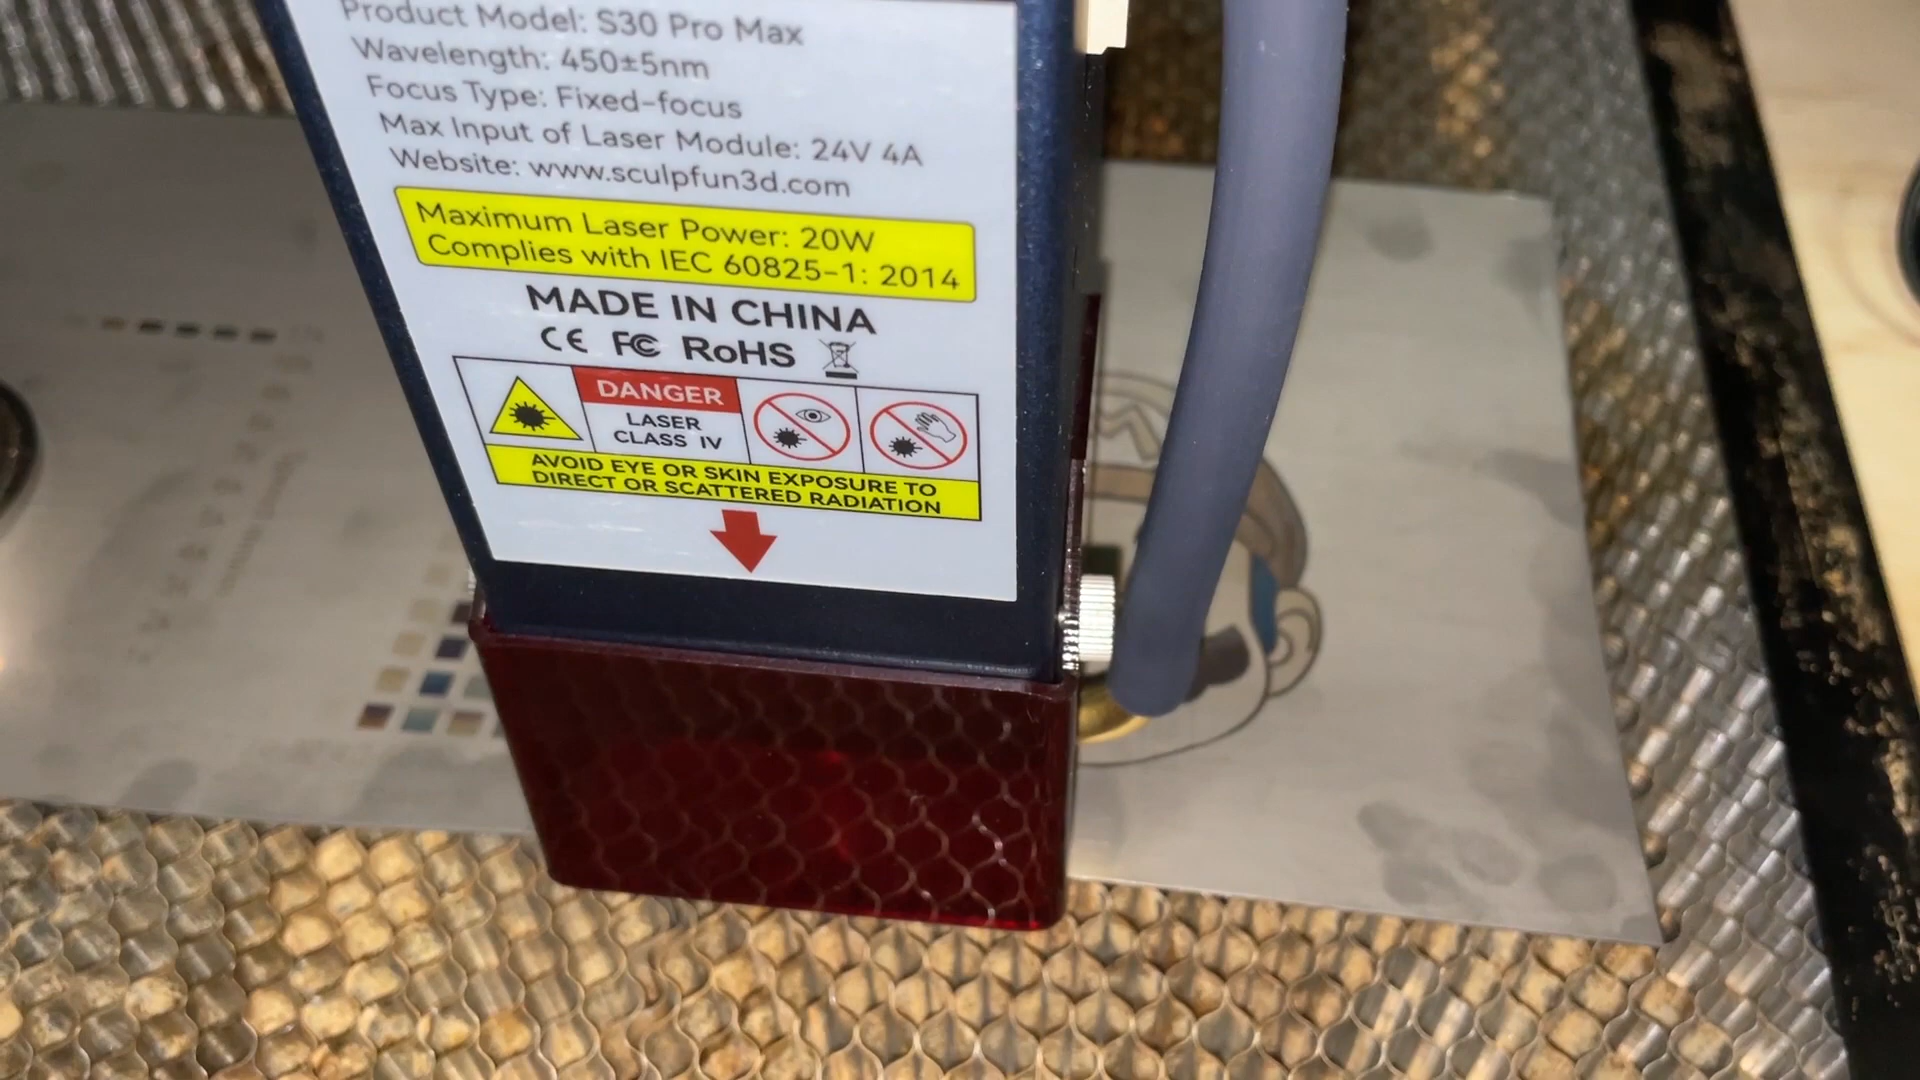 Product Model: S30 Pro Max
Wavelength: 450±5nm
Focus Type: Fixed-focus
Max Input of Laser Module: 24V 4A
Website: www.sculpfun3d.com
Maximum Laser Power: 20W
Complies with IEC 60825-1: 2014
MADE IN CHINA
CE FC RoHS
DANGER
LASER
CLASS IV
AVOID EYE OR SKIN EXPOSURE TO
DIRECT OR SCATTERED RADIATION